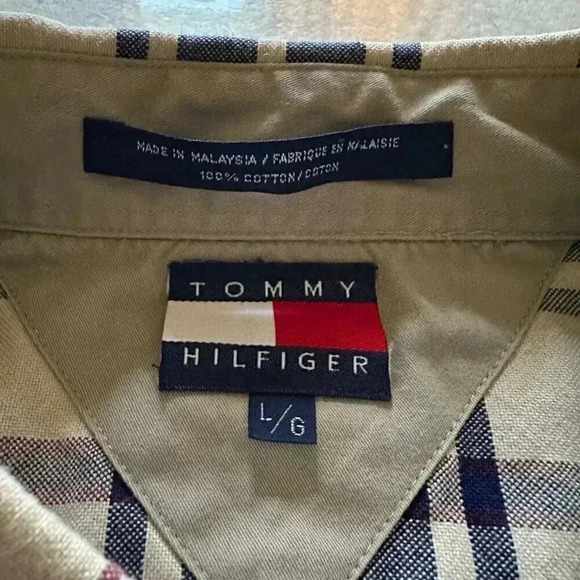 MADE IN MALAYSIA / FABRIQUE EN MALAISIE
100% COTTON / COTON
TOMMY
HILFIGER
L/G